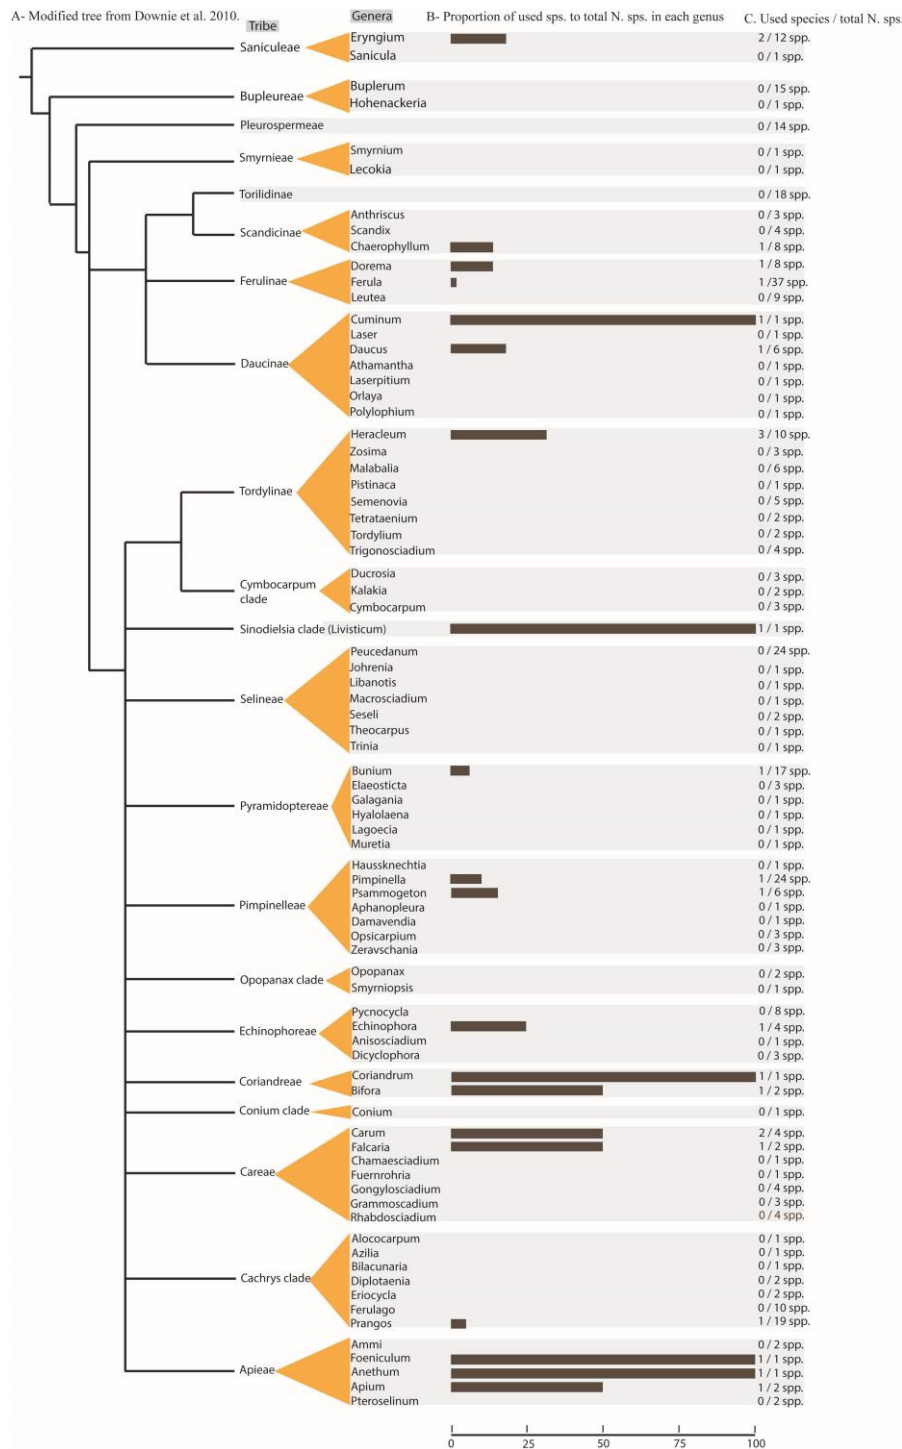 A- Modified tree from Downie et al. 2010.
Tribe
Genera
B- Proportion of used sps. to total N. sps. in each genus
C. Used species / total N. sps.
Saniculeae
Eryngium 2 / 12 spp.
Sanicula 0 / 1 spp.
Bupleureae
Buplerum 0 / 15 spp.
Hohenackeria 0 / 1 spp.
Pleurospermeae 0 / 14 spp.
Smyrnieae
Smyrnium 0 / 1 spp.
Lecokia 0 / 1 spp.
Torilidinae 0 / 18 spp.
Scandicinae
Anthriscus 0 / 3 spp.
Scandix 0 / 4 spp.
Chaerophyllum 1 / 8 spp.
Ferulinae
Dorema 1 / 8 spp.
Ferula 1 /37 spp.
Leutea 0 / 9 spp.
Daucinae
Cuminum 1 / 1 spp.
Laser 0 / 1 spp.
Daucus 1 / 6 spp.
Athamantha 0 / 1 spp.
Laserpitium 0 / 1 spp.
Orlaya 0 / 1 spp.
Polylophium 0 / 1 spp.
Tordylinae
Heracleum 3 / 10 spp.
Zosima 0 / 3 spp.
Malabalia 0 / 6 spp.
Pistinaca 0 / 1 spp.
Semenovia 0 / 5 spp.
Tetrataenium 0 / 2 spp.
Tordylium 0 / 2 spp.
Trigonosciadium 0 / 4 spp.
Cymbocarpum
clade
Ducrosia 0 / 3 spp.
Kalakia 0 / 2 spp.
Cymbocarpum 0 / 3 spp.
Sinodielsia clade (Livisticum) 1 / 1 spp.
Selineae
Peucedanum 0 / 24 spp.
Johrenia 0 / 1 spp.
Libanotis 0 / 1 spp.
Macrosciadium 0 / 1 spp.
Seseli 0 / 2 spp.
Theocarpus 0 / 1 spp.
Trinia 0 / 1 spp.
Pyramidoptereae
Bunium 1 / 17 spp.
Elaeosticta 0 / 3 spp.
Galagania 0 / 1 spp.
Hyalolaena 0 / 1 spp.
Lagoecia 0 / 1 spp.
Muretia 0 / 1 spp.
Pimpinelleae
Haussknechtia 0 / 1 spp.
Pimpinella 1 / 24 spp.
Psammogeton 1 / 6 spp.
Aphanopleura 0 / 1 spp.
Damavendia 0 / 1 spp.
Opsicarpium 0 / 3 spp.
Zeravschania 0 / 3 spp.
Opopanax clade
Opopanax 0 / 2 spp.
Smyrniopsis 0 / 1 spp.
Echinophoreae
Pycnocycla 0 / 8 spp.
Echinophora 1 / 4 spp.
Anisosciadium 0 / 1 spp.
Dicyclophora 0 / 3 spp.
Coriandreae
Coriandrum 1 / 1 spp.
Bifora 1 / 2 spp.
Conium clade
Conium 0 / 1 spp.
Careae
Carum 2 / 4 spp.
Falcaria 1 / 2 spp.
Chamaesciadium 0 / 1 spp.
Fuernrohria 0 / 1 spp.
Gongylosciadium 0 / 4 spp.
Grammoscadium 0 / 3 spp.
Rhabdosciadium 0 / 4 spp.
Cachrys clade
Alococarpum 0 / 1 spp.
Azilia 0 / 1 spp.
Bilacunaria 0 / 1 spp.
Diplotaenia 0 / 2 spp.
Eriocycla 0 / 2 spp.
Ferulago 0 / 10 spp.
Prangos 1 / 19 spp.
Apieae
Ammi 0 / 2 spp.
Foeniculum 1 / 1 spp.
Anethum 1 / 1 spp.
Apium 1 / 2 spp.
Pteroselinum 0 / 2 spp.
0 25 50 75 100